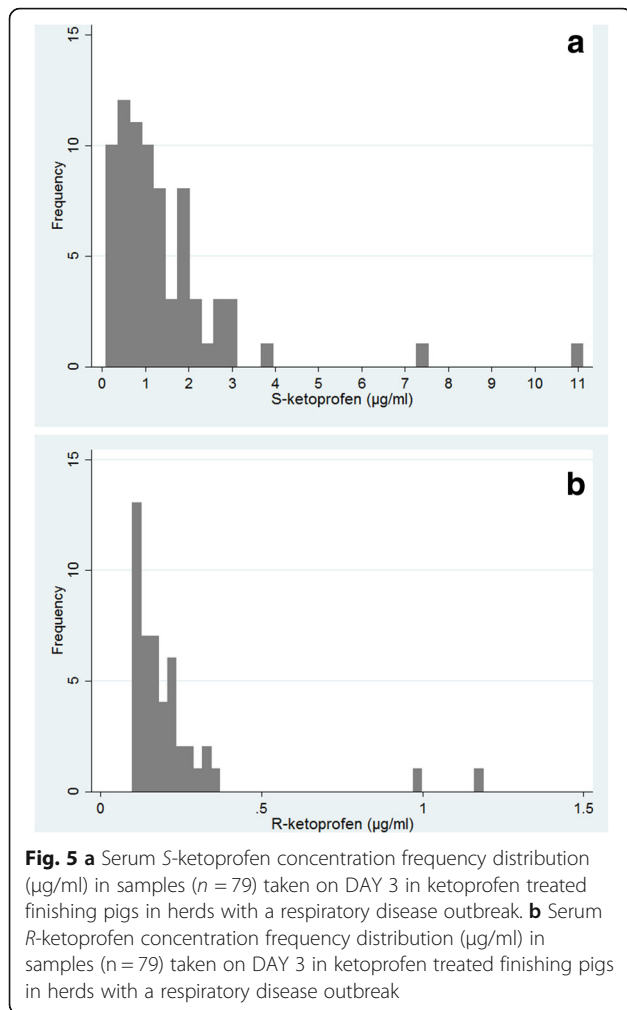 a
15
10
5
0
Frequency
0 1 2 3 4 5 6 7 8 9 10 11
S-ketoprofen (µg/ml)
b
15
10
5
0
Frequency
0 .5 1 1.5
R-ketoprofen (µg/ml)
Fig. 5 a Serum S-ketoprofen concentration frequency distribution
(µg/ml) in samples (n = 79) taken on DAY 3 in ketoprofen treated
finishing pigs in herds with a respiratory disease outbreak. b Serum
R-ketoprofen concentration frequency distribution (µg/ml) in
samples (n = 79) taken on DAY 3 in ketoprofen treated finishing pigs
in herds with a respiratory disease outbreak